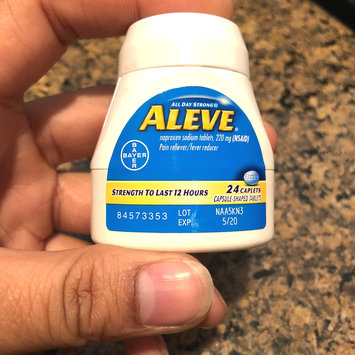 ALL DAY STRONG®
ALEVE®
naproxen sodium tablets, 220 mg (NSAID)
Pain reliever/fever reducer
BAYER
BAYER
STRENGTH TO LAST 12 HOURS
24 CAPLETS
CAPSULE-SHAPED TABLETS
84573353
LOT NAA5KN3
EXP. 5/20